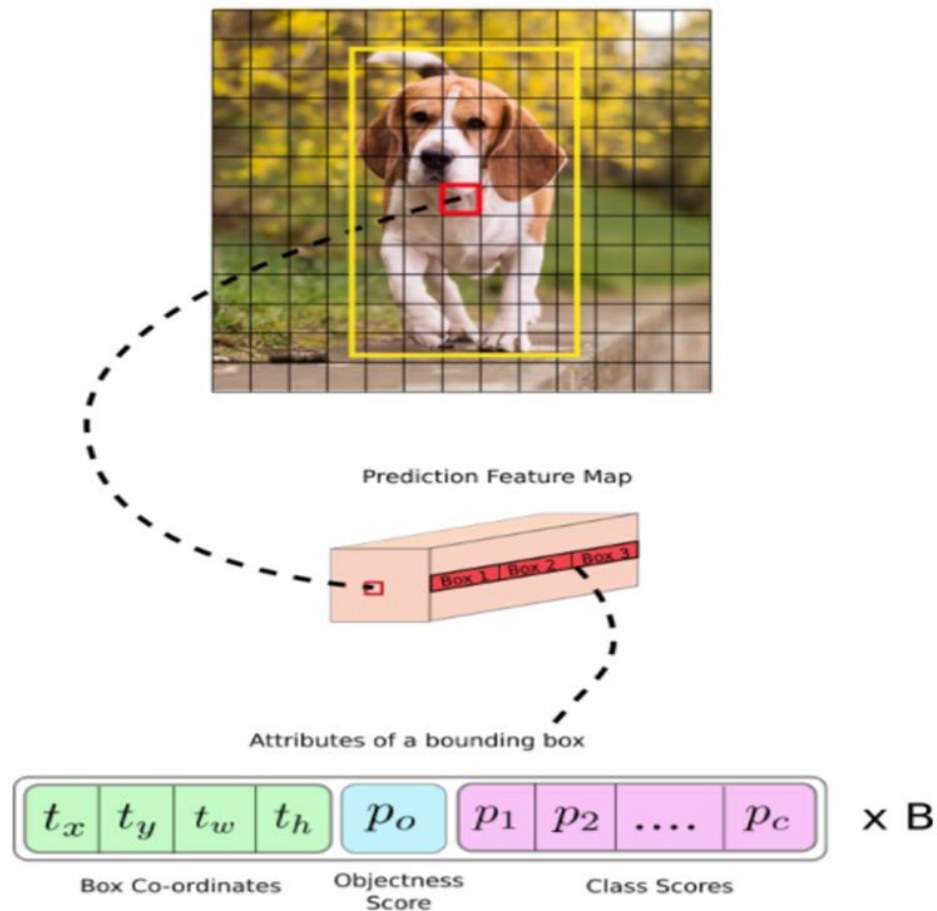 Prediction Feature Map
Box 1 Box 2 Box 3
Attributes of a bounding box
t_x t_y t_w t_h p_o p_1 p_2 .... p_c x B
Box Co-ordinates Objectness Score Class Scores